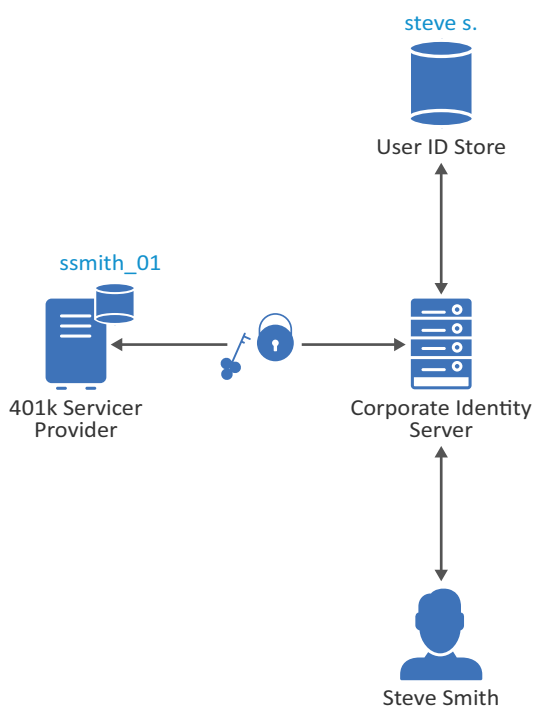 steve s.
User ID Store
ssmith_01
401k Servicer
Provider
Corporate Identity
Server
Steve Smith